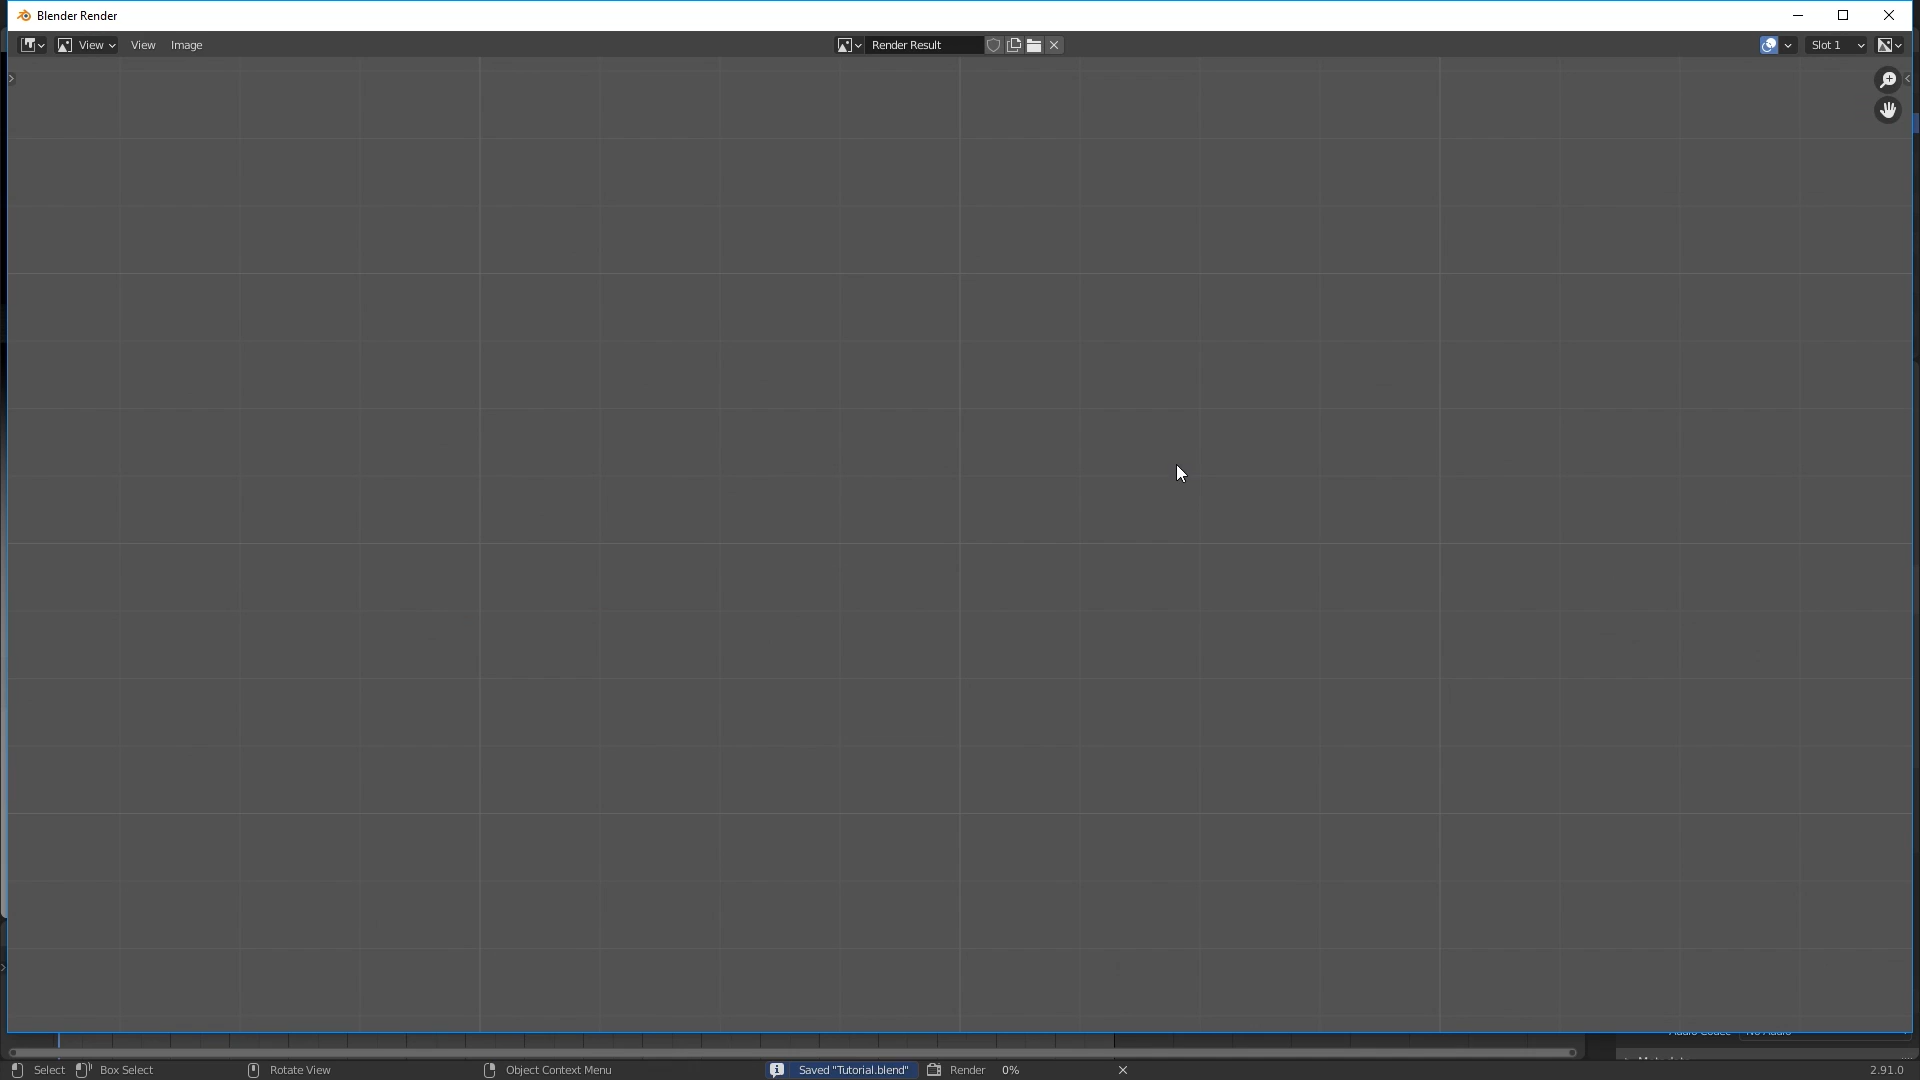 Blender Render
View View Image Render Result Slot 1
Select Box Select Rotate View Object Context Menu Saved "Tutorial.blend" Render 0% 2.91.0